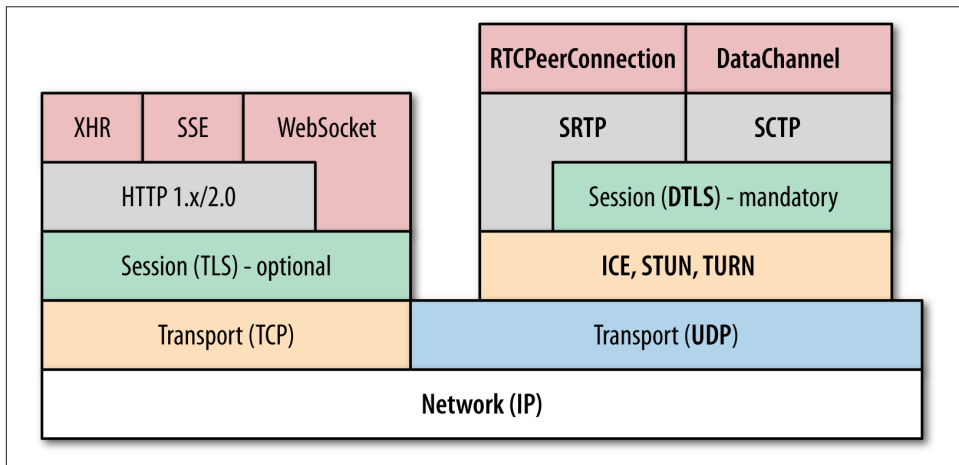 RTCPeerConnection
DataChannel
XHR
SSE
WebSocket
SRTP
SCTP
HTTP 1.x/2.0
Session (DTLS) - mandatory
Session (TLS) - optional
ICE, STUN, TURN
Transport (TCP)
Transport (UDP)
Network (IP)